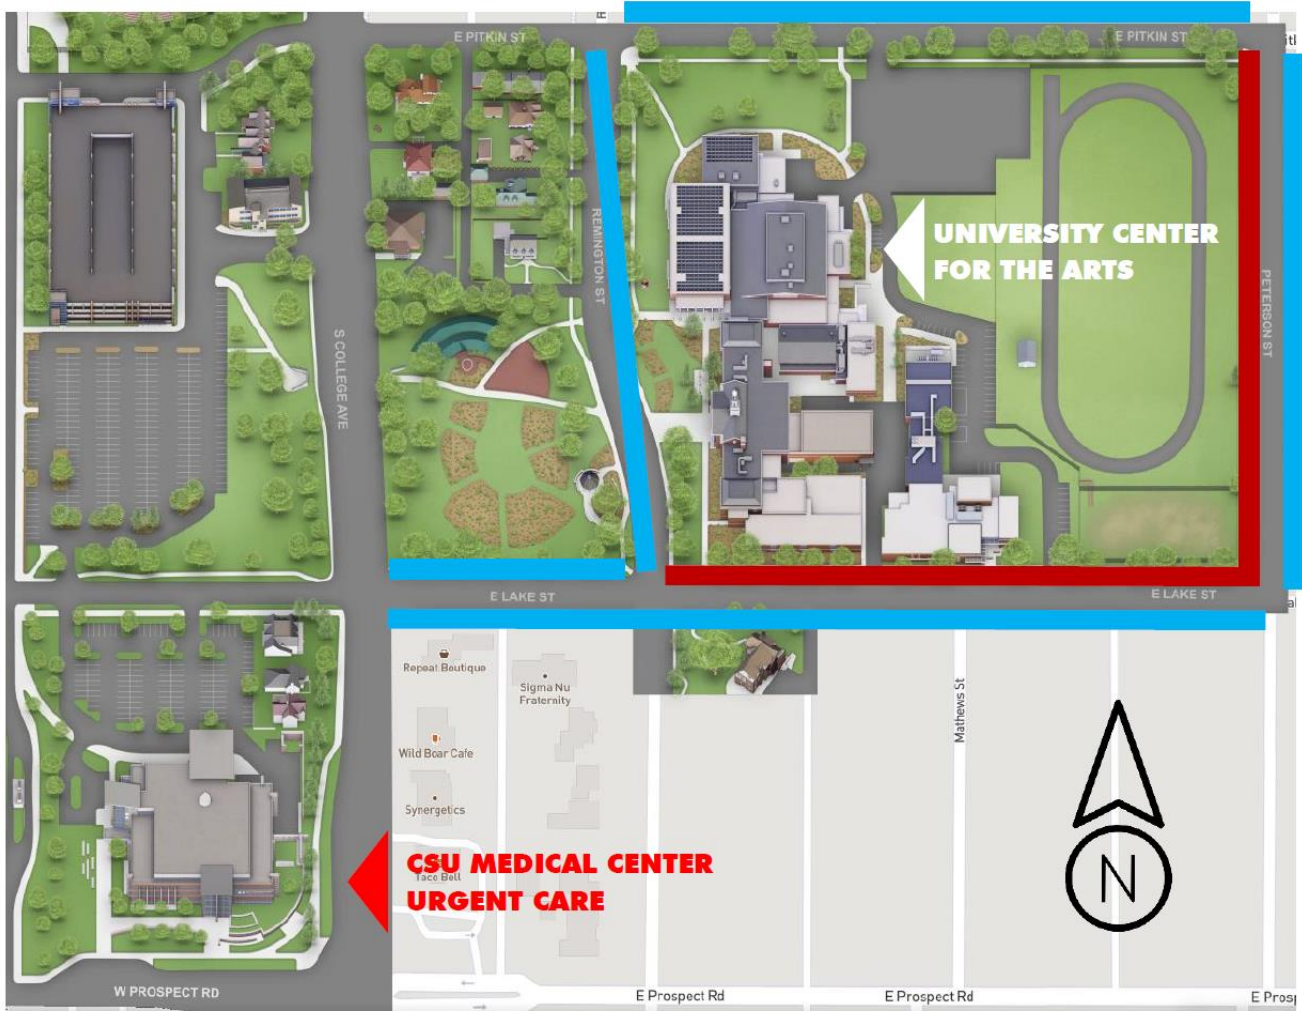 E PITKIN ST
E PITKIN ST
REMINGTON ST
UNIVERSITY CENTER
FOR THE ARTS
PETERSON ST
S COLLEGE AVE
E LAKE ST
E LAKE ST
Repeat Boutique
Sigma Nu
Fraternity
Mathews St
Wild Boar Cafe
Synergetics
CSU MEDICAL CENTER
Taco Bell
URGENT CARE
N
W PROSPECT RD
E Prospect Rd
E Prospect Rd
E Prosp